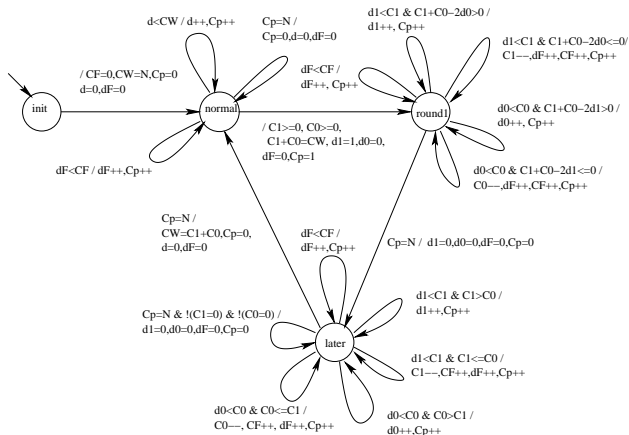 d<CW / d++,Cp++
Cp=N /
Cp=0,d=0,dF=0
d1<C1 & C1+C0−2d0>0 /
d1++, Cp++
d1<C1 & C1+C0−2d0<=0/
C1−−,dF++,CF++,Cp++
dF<CF /
dF++, Cp++
/ CF=0,CW=N,Cp=0
d=0,dF=0
init
normal
round1
d0<C0 & C1+C0−2d1>0 /
d0++, Cp++
/ C1>=0, C0>=0,
C1+C0=CW, d1=1,d0=0,
dF=0,Cp=1
dF<CF / dF++,Cp++
d0<C0 & C1+C0−2d1<=0 /
C0−−,dF++,CF++,Cp++
Cp=N /
CW=C1+C0,Cp=0,
d=0,dF=0
dF<CF /
dF++,Cp++
Cp=N / d1=0,d0=0,dF=0,Cp=0
d1<C1 & C1>C0 /
d1++,Cp++
Cp=N & !(C1=0) & !(C0=0) /
d1=0,d0=0,dF=0,Cp=0
later
d1<C1 & C1<=C0 /
C1−−,CF++,dF++,Cp++
d0<C0 & C0<=C1 /
C0−−, CF++, dF++,Cp++
d0<C0 & C0>C1 /
d0++,Cp++